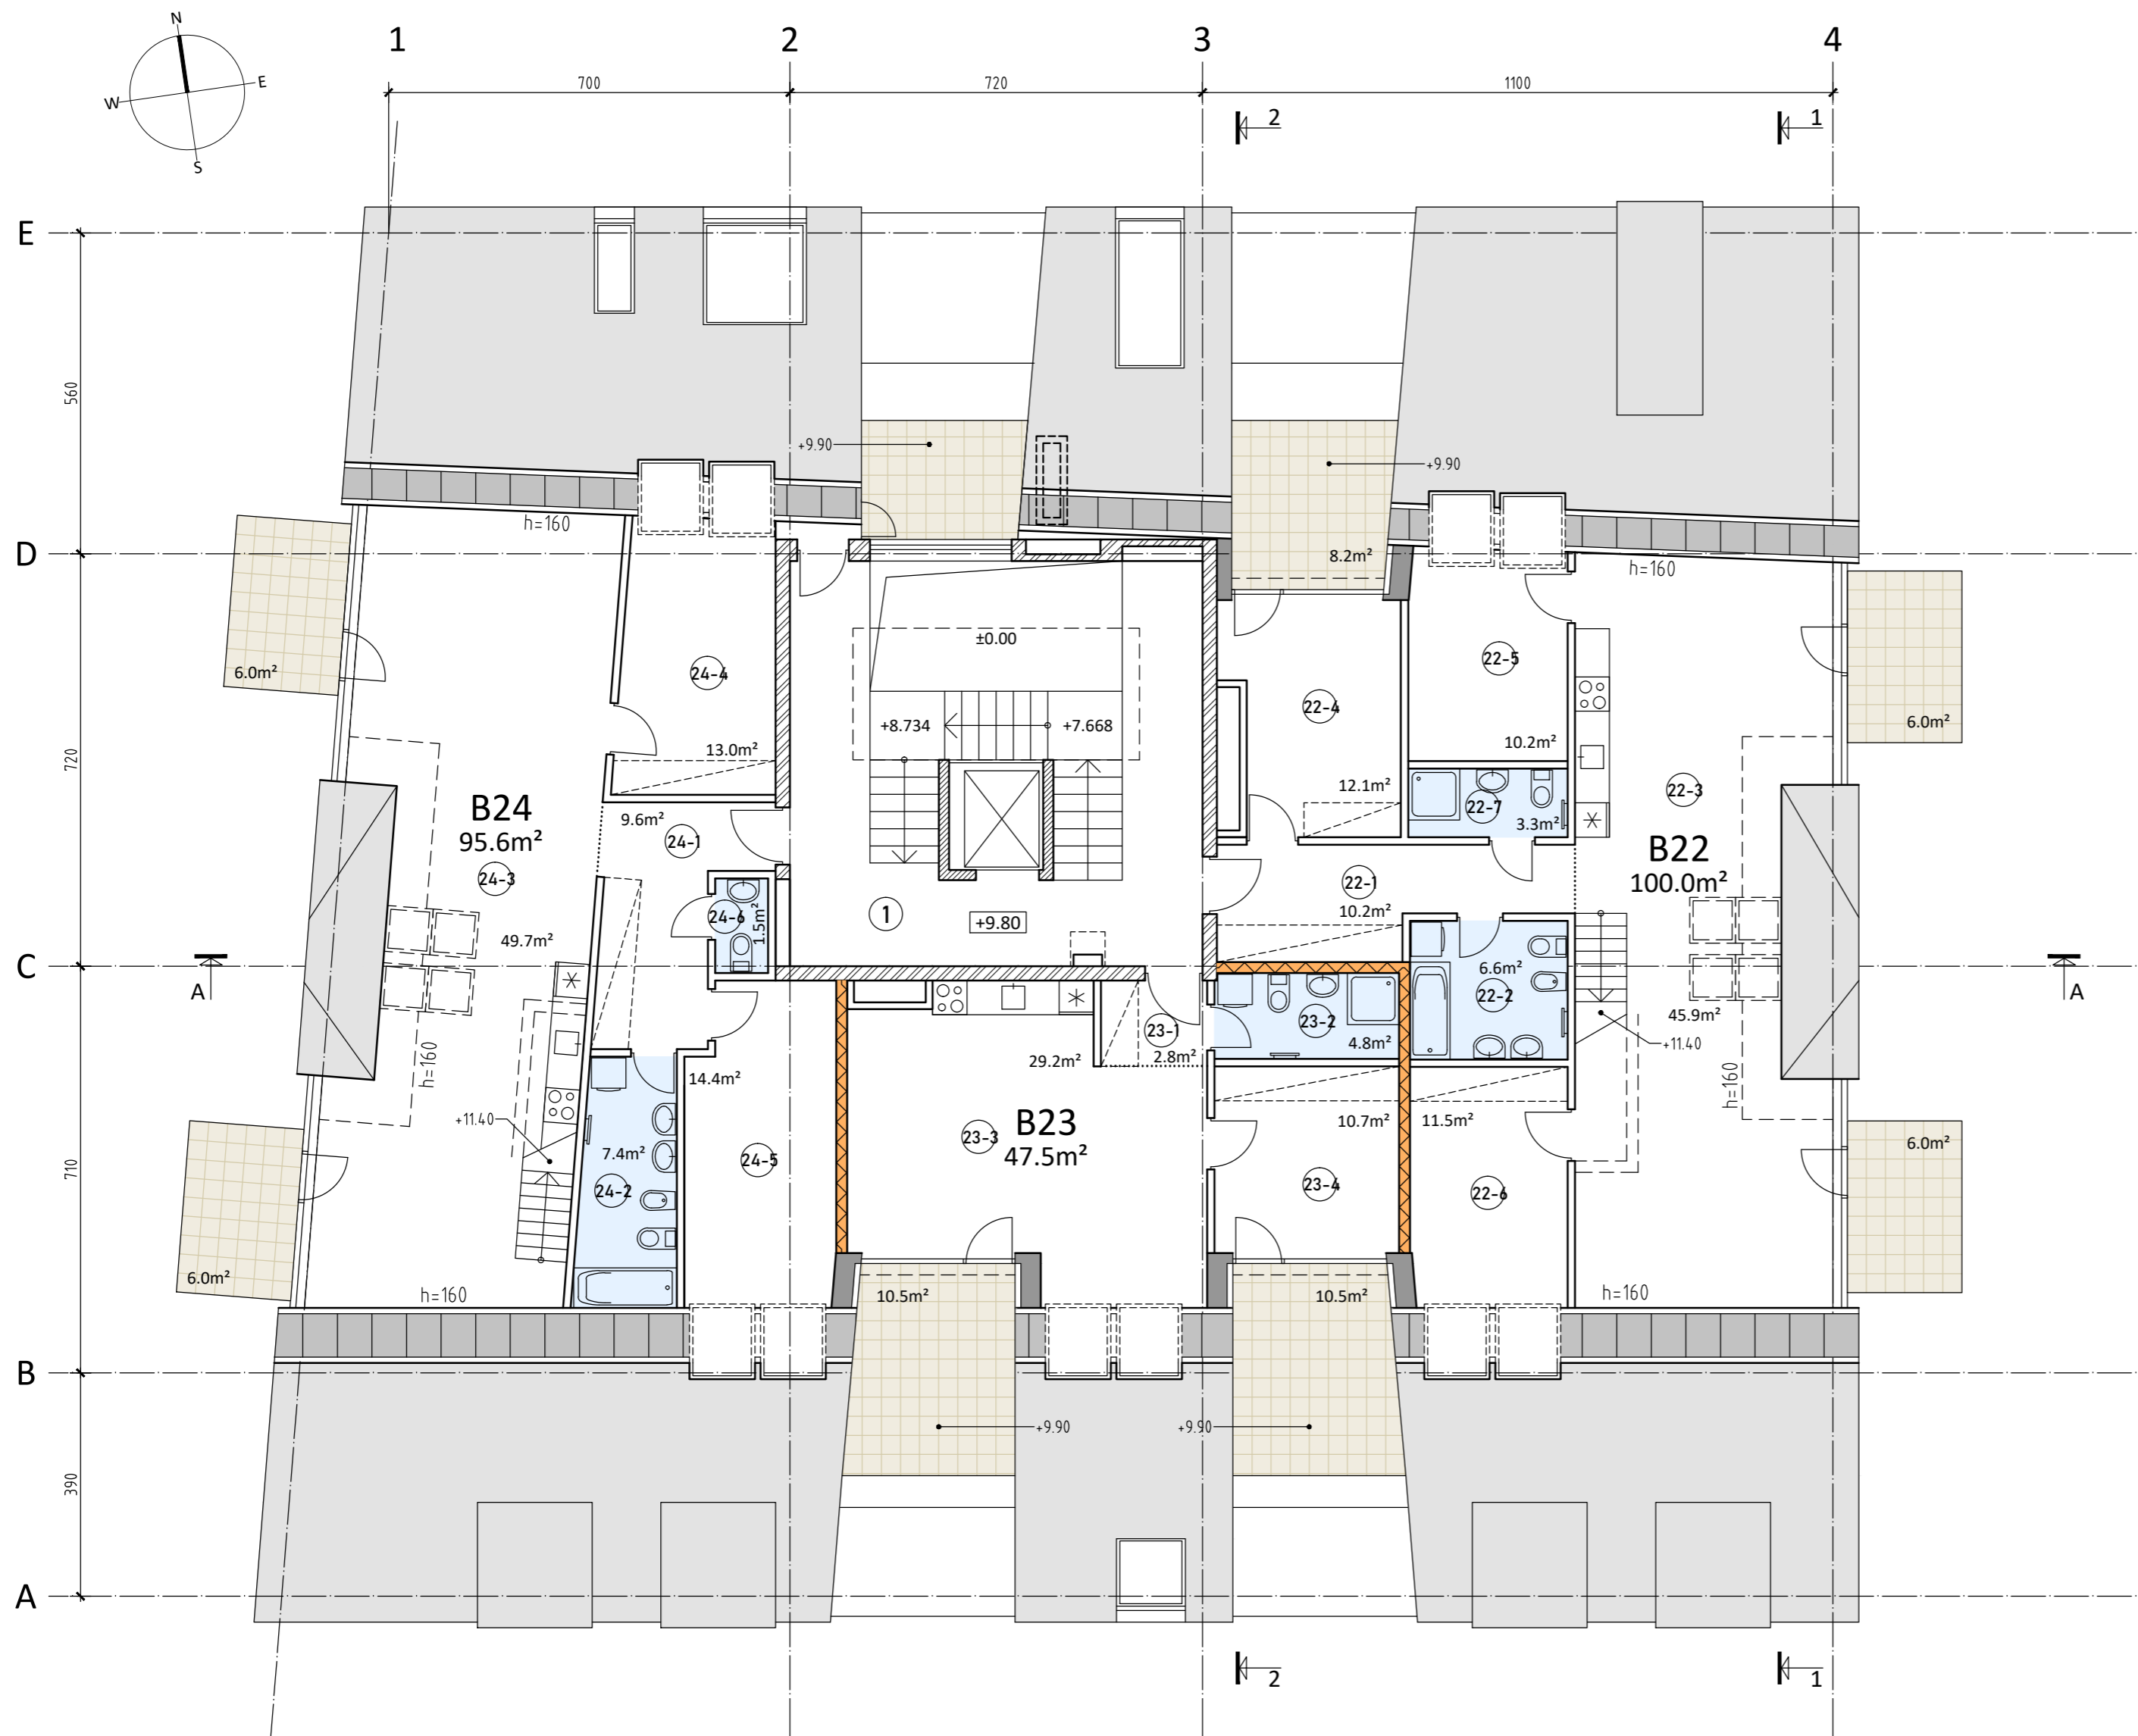 N
W
E
S
1
2
3
4
700
720
1100
2
1
E
560
+9.90
+9.90
h=160
D
8.2m²
h=160
±0.00
6.0m²
24-4
22-5
22-4
6.0m²
+8.734
+7.668
13.0m²
10.2m²
720
12.1m²
22-3
B24
95.6m²
24-3
9.6m²
24-1
22-7
3.3m²
B22
100.0m²
22-1
10.2m²
24-6
1.5m²
1
+9.80
49.7m²
C
A
6.6m²
22-2
A
45.9m²
+11.40
h=160
23-1
2.8m²
23-2
4.8m²
29.2m²
14.4m²
h=160
+11.40
10.7m²
11.5m²
B23
47.5m²
23-3
6.0m²
710
7.4m²
24-2
24-5
23-4
22-6
6.0m²
h=160
10.5m²
10.5m²
h=160
B
+9.90
+9.90
390
A
2
1